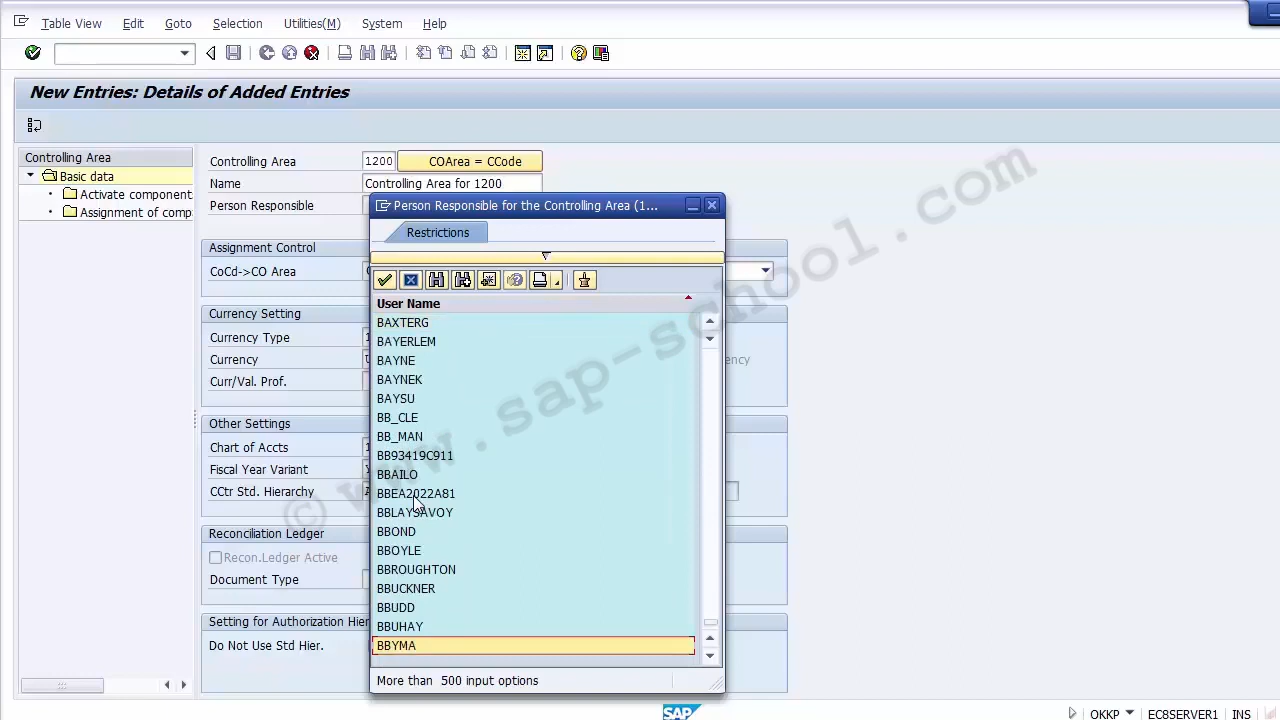 Table View Edit Goto Selection Utilities(M) System Help
New Entries: Details of Added Entries
Controlling Area
Basic data
Activate component
Assignment of comp
Controlling Area 1200 COArea = CCode
Name Controlling Area for 1200
Person Responsible
Assignment Control
CoCd->CO Area
Currency Setting
Currency Type 1
Currency
Curr/Val. Prof.
Other Settings
Chart of Accts
Fiscal Year Variant
CCtr Std. Hierarchy
Reconciliation Ledger
Recon.Ledger Active
Document Type
Setting for Authorization Hier
Do Not Use Std Hier.
Person Responsible for the Controlling Area (1...
Restrictions
User Name
BAXTERG
BAYERLEM
BAYNE
BAYNEK
BAYSU
BB_CLE
BB_MAN
BB93419C911
BBAILO
BBEA2022A81
BBLAYSAVOY
BBOND
BBOYLE
BBROUGHTON
BBUCKNER
BBUDD
BBUHAY
BBYMA
More than 500 input options
© www.sap-school.com
SAP
OKKP EC8SERVER1 INS